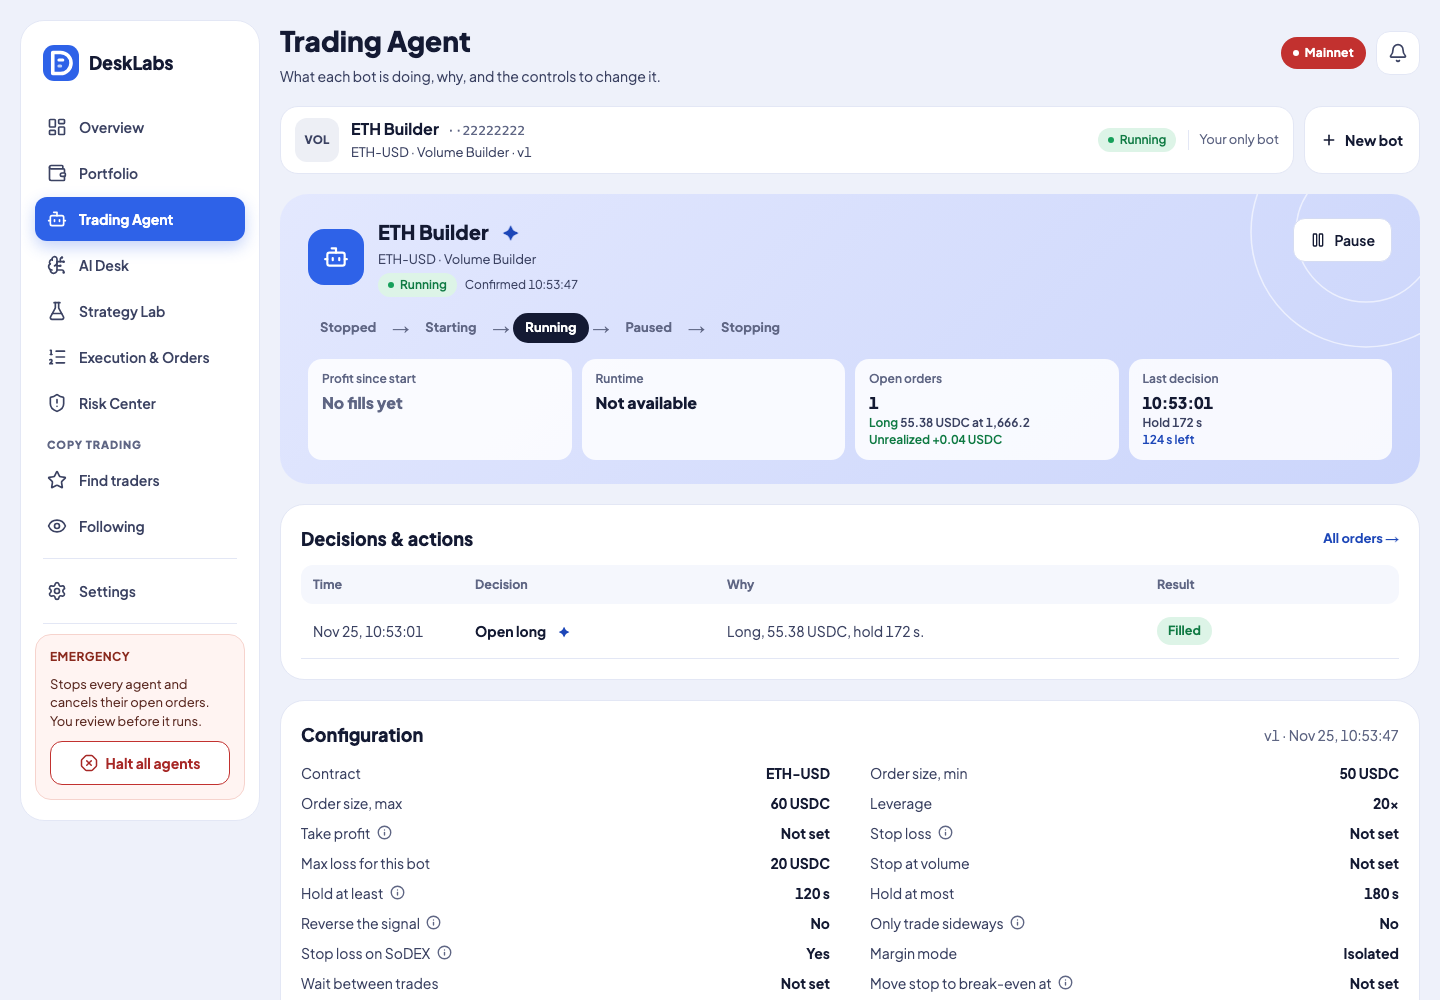 DeskLabs
Overview
Portfolio
Trading Agent
AI Desk
Strategy Lab
Execution & Orders
Risk Center
COPY TRADING
Find traders
Following
Settings
EMERGENCY
Stops every agent and
cancels their open orders.
You review before it runs.
Halt all agents
Trading Agent
What each bot is doing, why, and the controls to change it.
Mainnet
VOL
ETH Builder ··22222222
ETH-USD · Volume Builder · v1
Running
Your only bot
New bot
ETH Builder
ETH-USD · Volume Builder
Running Confirmed 10:53:47
Pause
Stopped → Starting → Running → Paused → Stopping
Profit since start
No fills yet
Runtime
Not available
Open orders
1
Long 55.38 USDC at 1,666.2
Unrealized +0.04 USDC
Last decision
10:53:01
Hold 172 s
124 s left
Decisions & actions
All orders →
Time Decision Why Result
Nov 25, 10:53:01 Open long Long, 55.38 USDC, hold 172 s. Filled
Configuration
v1 · Nov 25, 10:53:47
Contract ETH-USD Order size, min 50 USDC
Order size, max 60 USDC Leverage 20×
Take profit Not set Stop loss Not set
Max loss for this bot 20 USDC Stop at volume Not set
Hold at least 120 s Hold at most 180 s
Reverse the signal No Only trade sideways No
Stop loss on SoDEX Yes Margin mode Isolated
Wait between trades Not set Move stop to break-even at Not set